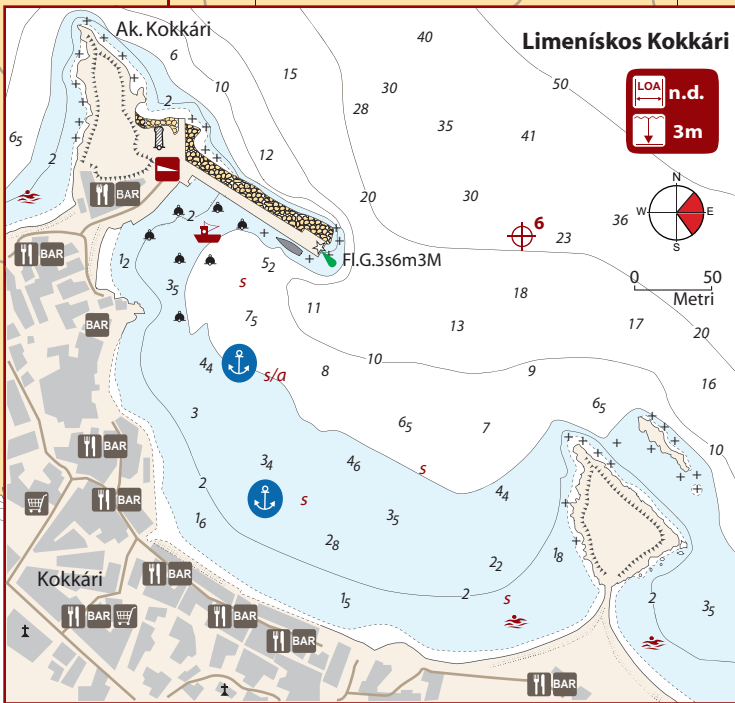 Ak. Kokkári
Limenískos Kokkári
LOA n.d.
3m
N
W E
S
0 50
Metri
6
40
15
10
30
50
28
35
41
6₅
2
2
12
20
30
6
23
36
BAR
2
BAR
Fl.G.3s6m3M
1₂
5₂
3₅
s
18
11
7₅
BAR
13
17
20
10
4₄
s/a
8
9
16
3
6₅
7
6₅
10
BAR
3₄
4₆
s
4₄
2
s
BAR
1₆
3₅
2₈
1₈
2₂
Kokkári
BAR
1₅
2
s
2
3₅
BAR
BAR
BAR
BAR